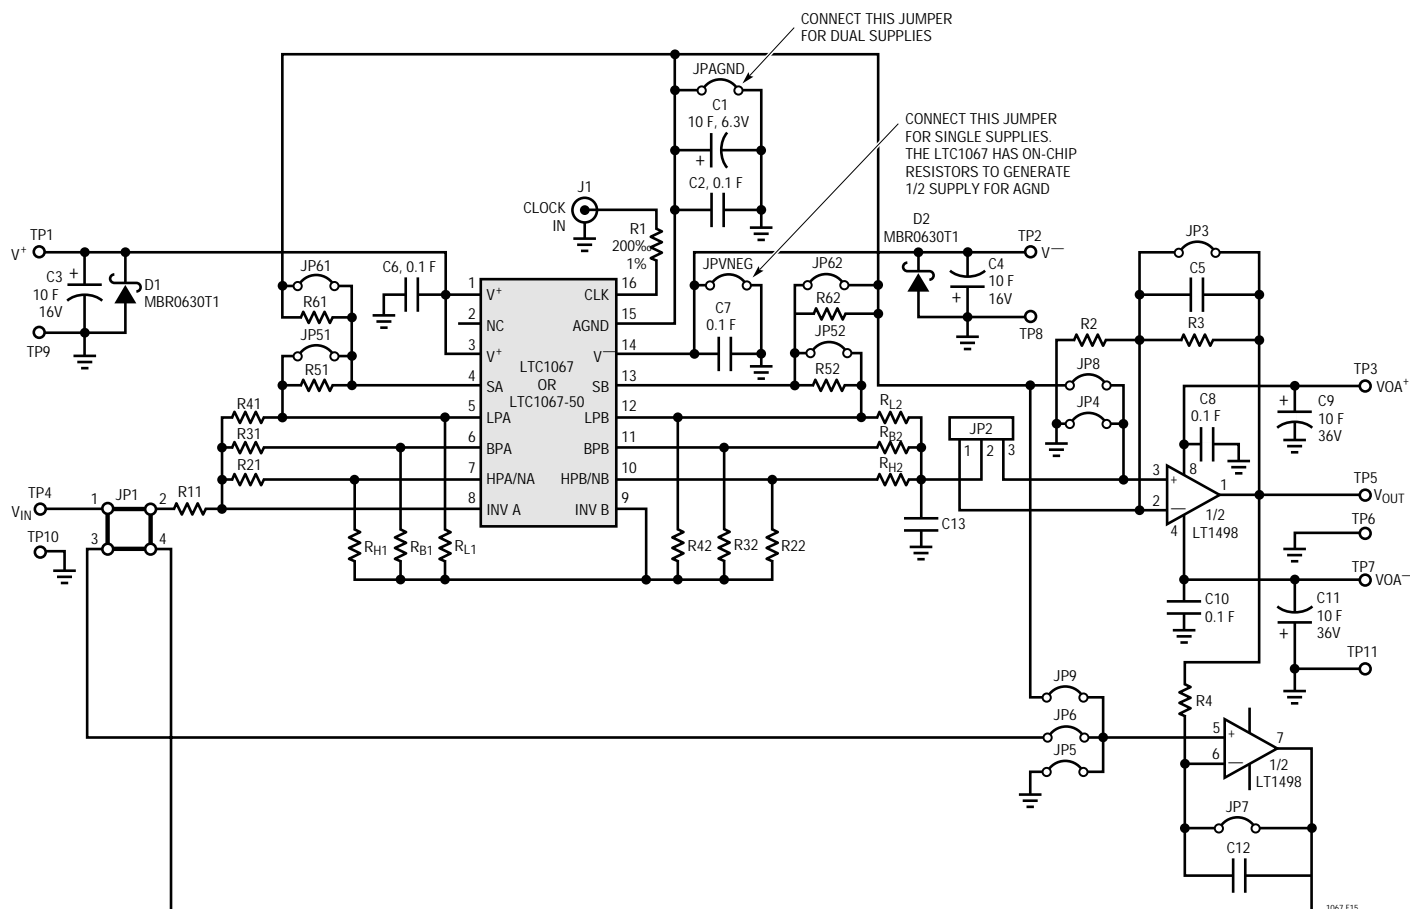 CONNECT THIS JUMPER
FOR DUAL SUPPLIES
JPAGND
C1
10 F, 6.3V
+
C2, 0.1 F
CONNECT THIS JUMPER
FOR SINGLE SUPPLIES.
THE LTC1067 HAS ON-CHIP
RESISTORS TO GENERATE
1/2 SUPPLY FOR AGND
J1
CLOCK
IN
R1
200‰
1%
TP1
V+
C3
+
10 F
16V
D1
MBR0630T1
TP9
C6, 0.1 F
JP61
R61
JP51
R51
D2
MBR0630T1
TP2
V—
C4
10 F
16V
+
TP8
JPVNEG
C7
0.1 F
JP62
R62
JP52
R52
JP3
C5
R2
R3
JP8
JP4
1
V+
2
NC
3
V+
4
SA
5
LPA
6
BPA
7
HPA/NA
8
INV A
LTC1067
OR
LTC1067-50
CLK
16
AGND
15
V—
14
SB
13
LPB
12
BPB
11
HPB/NB
10
INV B
9
R41
R31
R21
TP4
VIN
1
JP1
2
R11
TP10
3
4
RH1
RB1
RL1
R42
R32
R22
RL2
RB2
RH2
C13
JP2
1
2
3
C8
0.1 F
TP3
VOA+
+
C9
10 F
36V
3
+
8
1
2
—
4
1/2
LT1498
TP5
VOUT
TP6
TP7
VOA—
C10
0.1 F
C11
10 F
36V
+
TP11
JP9
JP6
JP5
R4
5
+
6
—
7
1/2
LT1498
JP7
C12
1067 F15